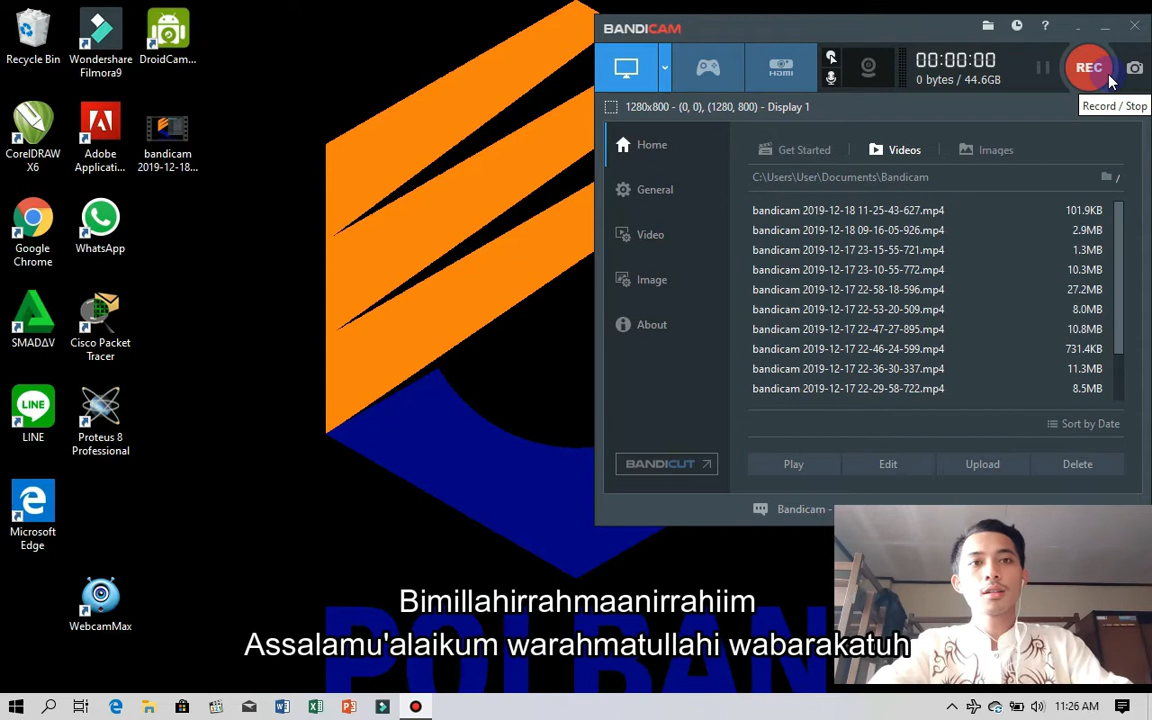 Recycle Bin
Wondershare
Filmora9
DroidCam...
CorelDRAW
X6
Adobe
Applicatio...
bandicam
2019-12-18...
Google
Chrome
WhatsApp
SMADΔV
Cisco Packet
Tracer
LINE
Proteus 8
Professional
Microsoft
Edge
WebcamMax
BANDICAM
?
HDMI
00:00:00
0 bytes / 44.6GB
REC
Record / Stop
1280x800 - (0, 0), (1280, 800) - Display 1
Home
General
Video
Image
About
BANDICUT
Get Started
Videos
Images
C:\Users\User\Documents\Bandicam
/
bandicam 2019-12-18 11-25-43-627.mp4 101.9KB
bandicam 2019-12-18 09-16-05-926.mp4 2.9MB
bandicam 2019-12-17 23-15-55-721.mp4 1.3MB
bandicam 2019-12-17 23-10-55-772.mp4 10.3MB
bandicam 2019-12-17 22-58-18-596.mp4 27.2MB
bandicam 2019-12-17 22-53-20-509.mp4 8.0MB
bandicam 2019-12-17 22-47-27-895.mp4 10.8MB
bandicam 2019-12-17 22-46-24-599.mp4 731.4KB
bandicam 2019-12-17 22-36-30-337.mp4 11.3MB
bandicam 2019-12-17 22-29-58-722.mp4 8.5MB
Sort by Date
Play Edit Upload Delete
Bandicam -
POLBAN
Bimillahirrahmaanirrahiim
Assalamu'alaikum warahmatullahi wabarakatuh
11:26 AM